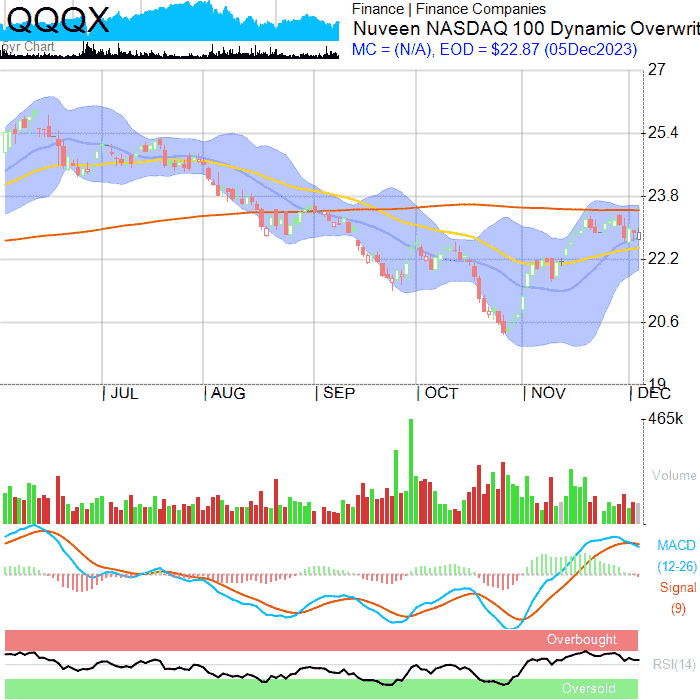 QQQX
5yr Chart
Finance | Finance Companies
Nuveen NASDAQ 100 Dynamic Overwrit
MC = (N/A), EOD = $22.87 (05Dec2023)
27
25.4
23.8
22.2
20.6
19
JUL
AUG
SEP
OCT
NOV
DEC
465k
Volume
MACD
(12-26)
Signal
(9)
Overbought
RSI(14)
Oversold